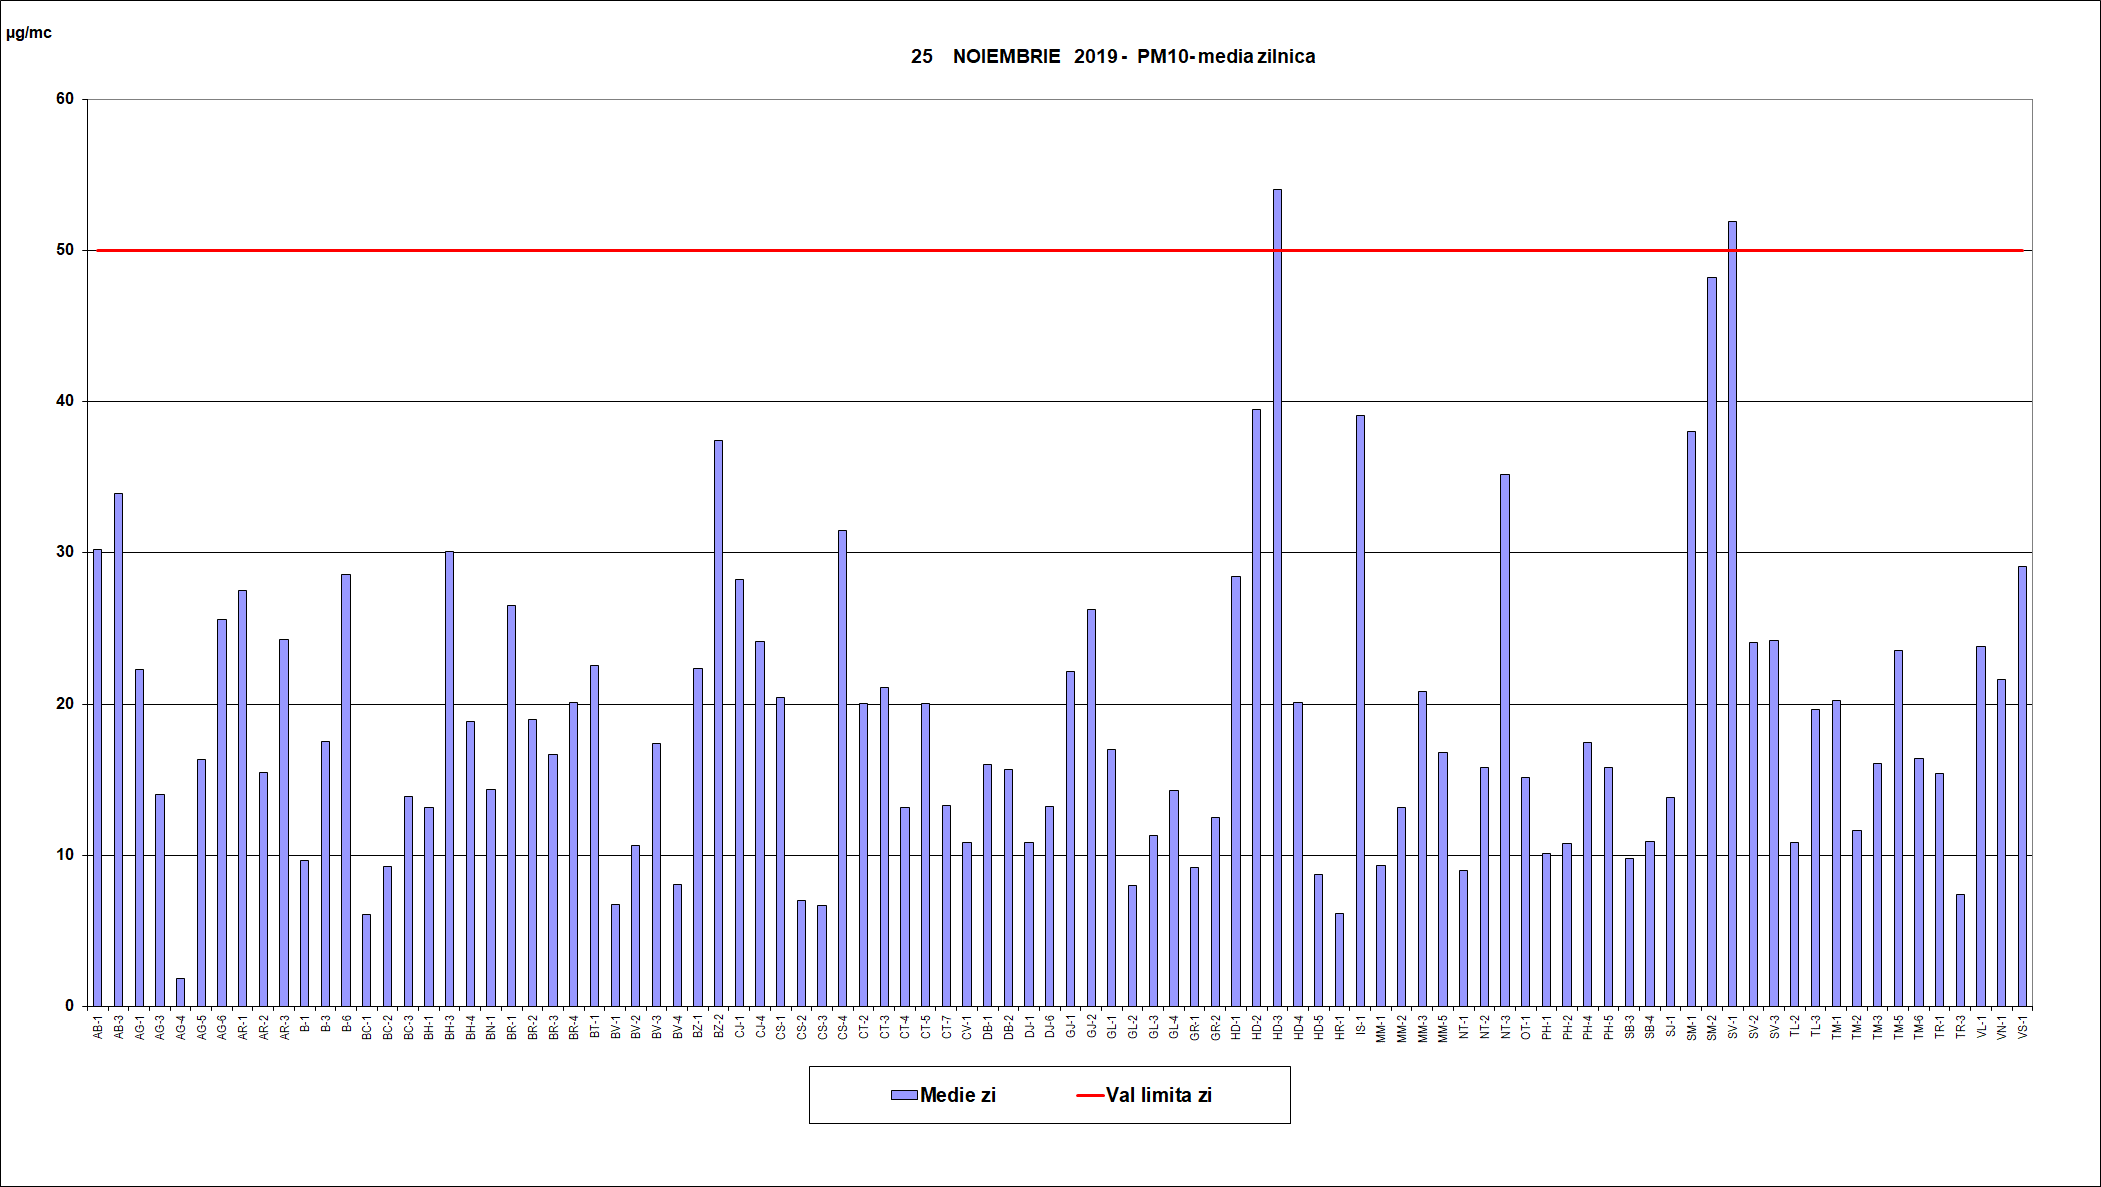 µg/mc
25 NOIEMBRIE 2019 - PM10- media zilnica
60
50
40
30
20
10
0
AB-1 AB-3 AG-1 AG-3 AG-4 AG-5 AG-6 AR-1 AR-2 AR-3 B-1 B-3 B-6 BC-1 BC-2 BC-3 BH-1 BH-3 BH-4 BN-1 BR-1 BR-2 BR-3 BR-4 BT-1 BV-1 BV-2 BV-3 BV-4 BZ-1 BZ-2 CJ-1 CJ-4 CS-1 CS-2 CS-3 CS-4 CT-2 CT-3 CT-4 CT-5 CT-7 CV-1 DB-1 DB-2 DJ-1 DJ-6 GJ-1 GJ-2 GL-1 GL-2 GL-3 GL-4 GR-1 GR-2 HD-1 HD-2 HD-3 HD-4 HD-5 HR-1 IS-1 MM-1 MM-2 MM-3 MM-5 NT-1 NT-2 NT-3 OT-1 PH-1 PH-2 PH-4 PH-5 SB-3 SB-4 SJ-1 SM-1 SM-2 SV-1 SV-2 SV-3 TL-2 TL-3 TM-1 TM-2 TM-3 TM-5 TM-6 TR-1 TR-3 VL-1 VN-1 VS-1
Medie zi Val limita zi